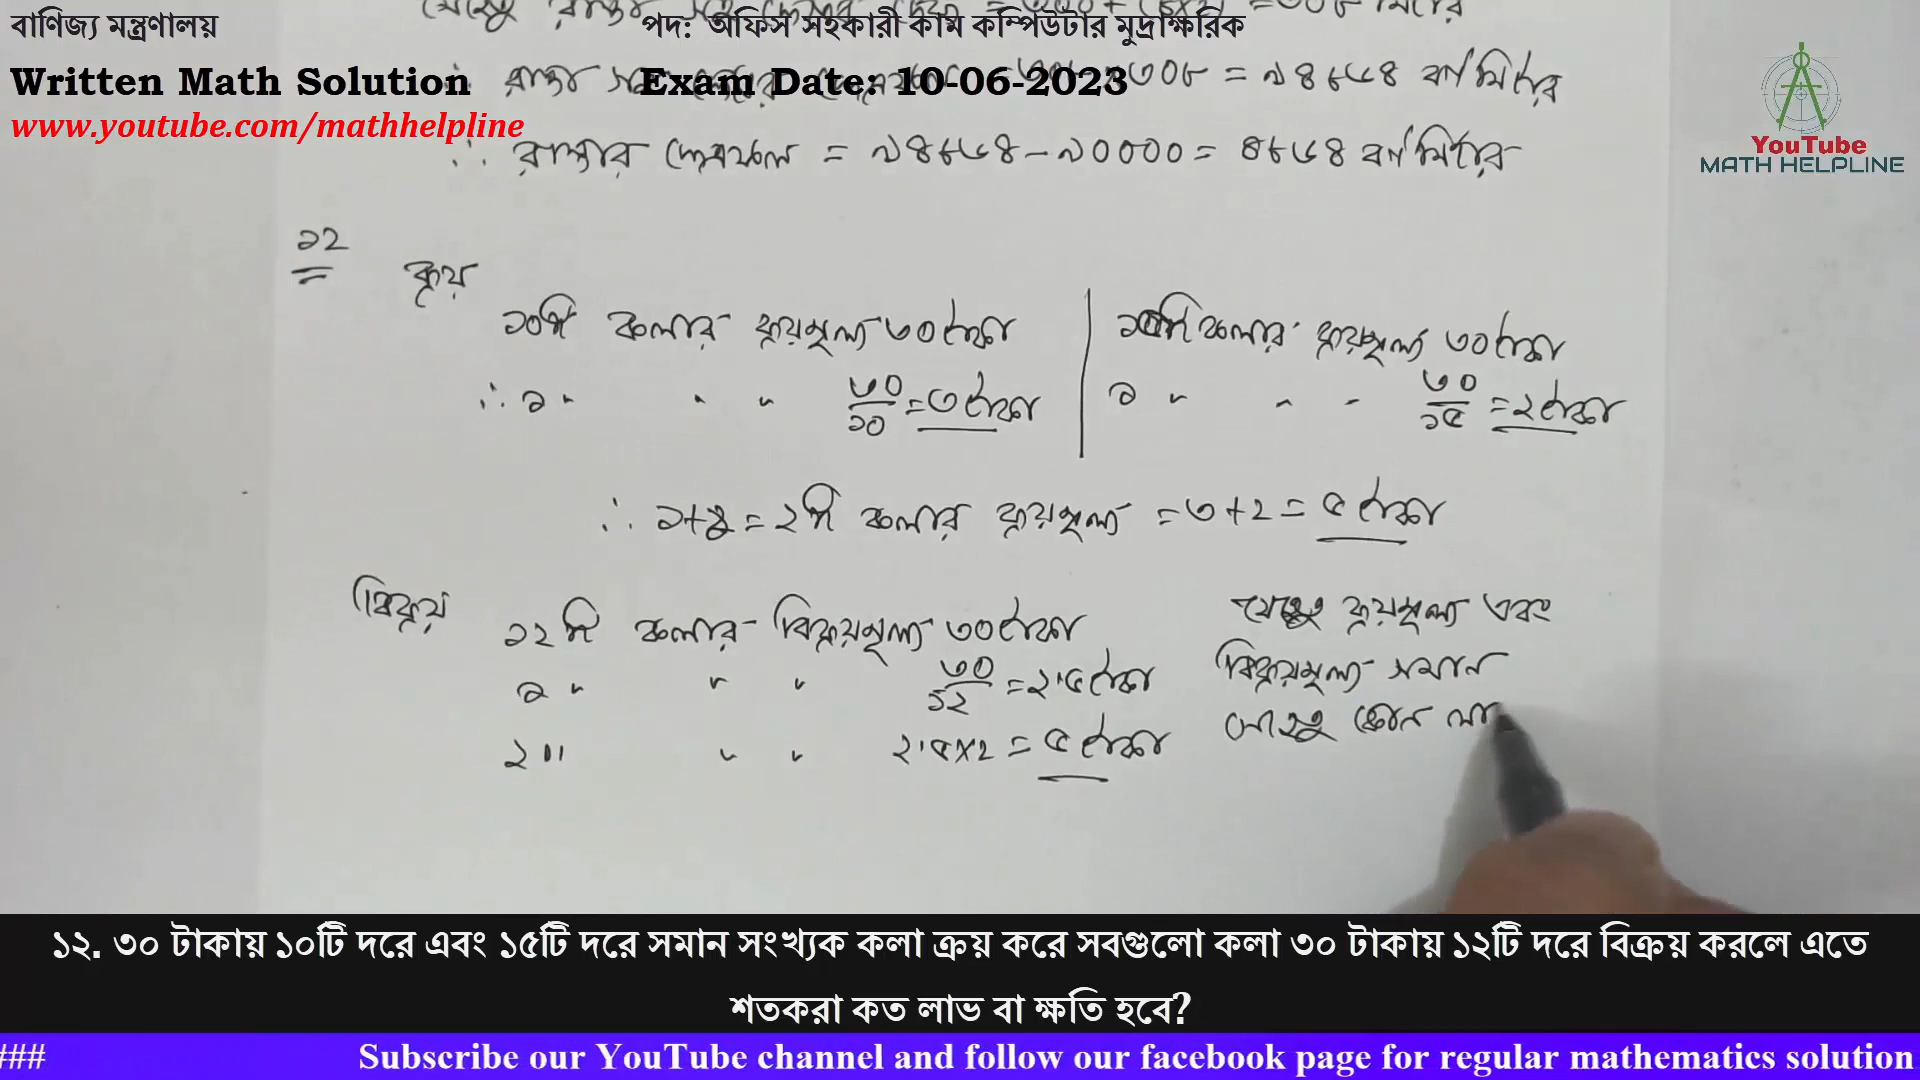 বাণিজ্য মন্ত্রণালয়
পদ: অফিস সহকারী কাম কম্পিউটার মুদ্রাক্ষরিক
Written Math Solution
Exam Date: 10-06-2023
www.youtube.com/mathhelpline
YouTube
MATH HELPLINE
= ৯৪৮৬৪ বর্গ মিটার
∴ রাস্তার ক্ষেত্রফল = ৯৪৮৬৪ - ৯০০০০ = ৪৮৬৪ বর্গ মিটার
১২
ক্রয়
১০টি কলার ক্রয়মূল্য ৩০ টাকা
∴ ১ " " " ৩০/১০ = ৩ টাকা
১৫টি কলার ক্রয়মূল্য ৩০ টাকা
১ " " " ৩০/১৫ = ২ টাকা
∴ ১+১ = ২টি কলার ক্রয়মূল্য = ৩+২ = ৫ টাকা
বিক্রয়
১২টি কলার বিক্রয়মূল্য ৩০ টাকা
১ " " " ৩০/১২ = ২.৫ টাকা
২ " " " ২.৫×২ = ৫ টাকা
যেহেতু ক্রয়মূল্য এবং
বিক্রয়মূল্য সমান
সেহেতু কোন লা
১২. ৩০ টাকায় ১০টি দরে এবং ১৫টি দরে সমান সংখ্যক কলা ক্রয় করে সবগুলো কলা ৩০ টাকায় ১২টি দরে বিক্রয় করলে এতে
শতকরা কত লাভ বা ক্ষতি হবে?
### Subscribe our YouTube channel and follow our facebook page for regular mathematics solution